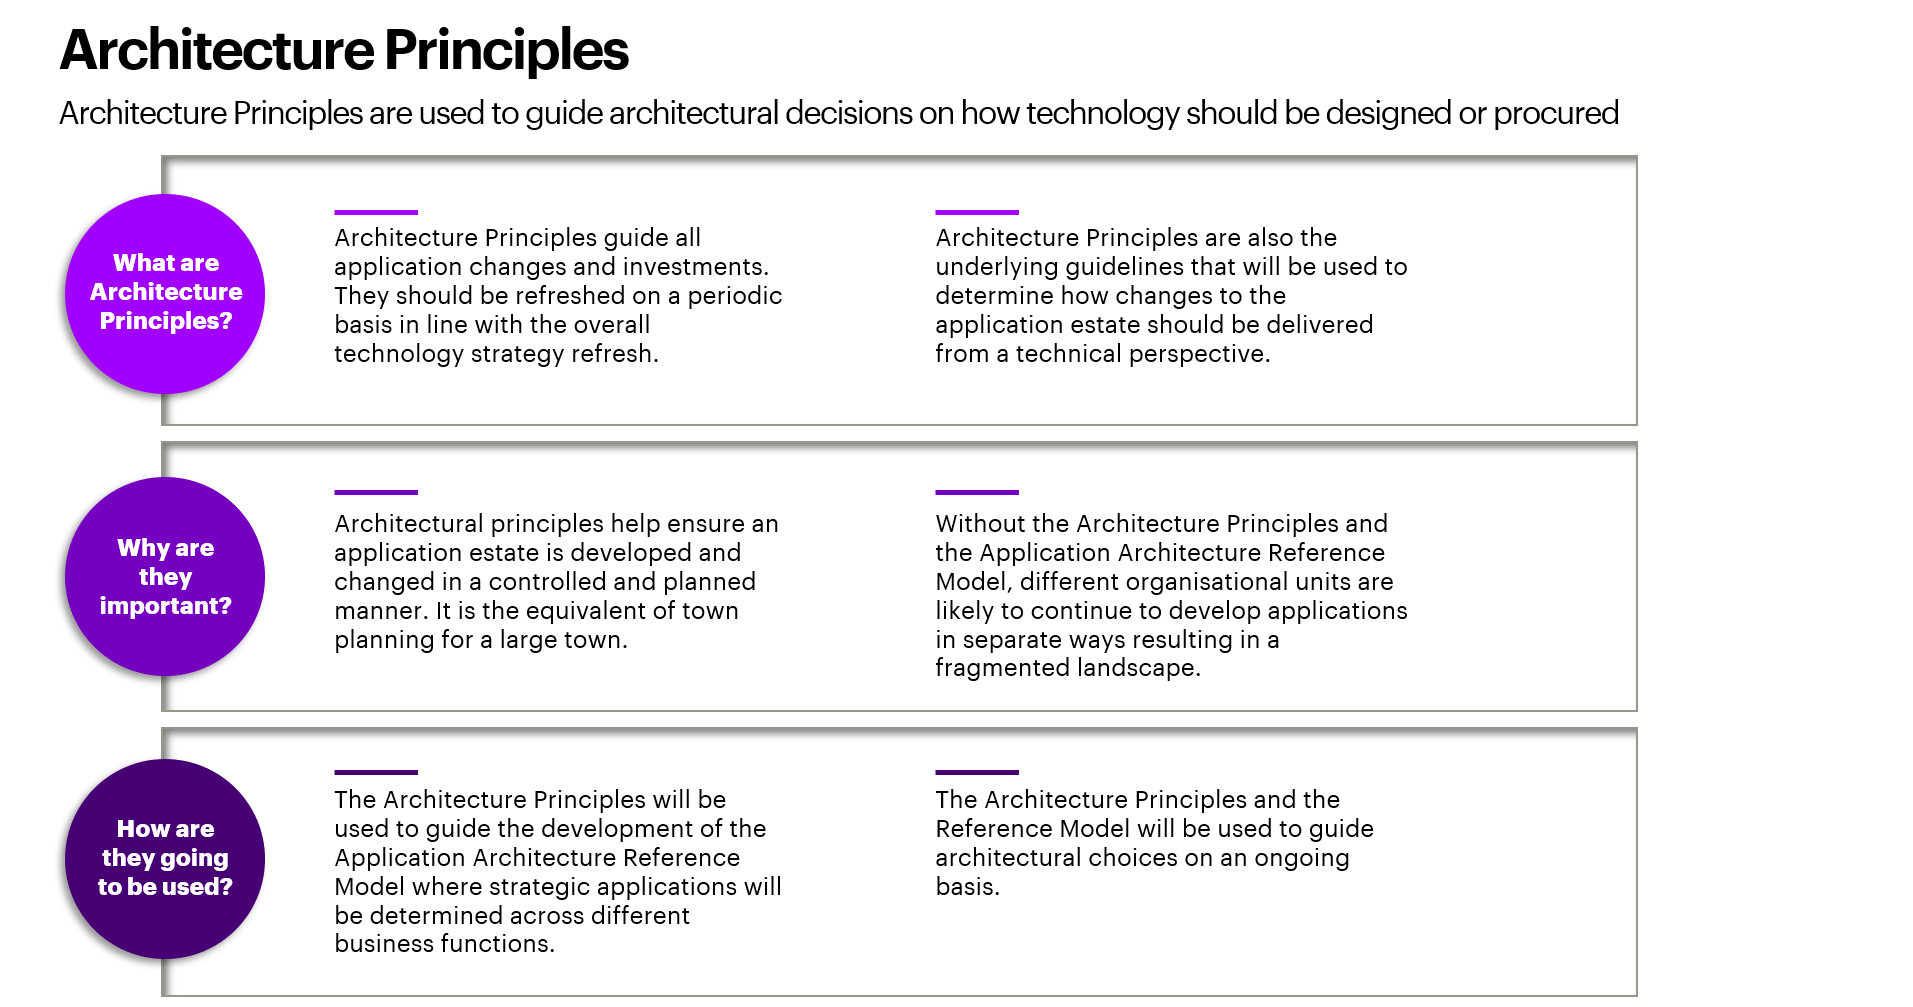 Architecture Principles
Architecture Principles are used to guide architectural decisions on how technology should be designed or procured
What are
Architecture
Principles?
Architecture Principles guide all
application changes and investments.
They should be refreshed on a periodic
basis in line with the overall
technology strategy refresh.
Architecture Principles are also the
underlying guidelines that will be used to
determine how changes to the
application estate should be delivered
from a technical perspective.
Why are
they
important?
Architectural principles help ensure an
application estate is developed and
changed in a controlled and planned
manner. It is the equivalent of town
planning for a large town.
Without the Architecture Principles and
the Application Architecture Reference
Model, different organisational units are
likely to continue to develop applications
in separate ways resulting in a
fragmented landscape.
How are
they going
to be used?
The Architecture Principles will be
used to guide the development of the
Application Architecture Reference
Model where strategic applications will
be determined across different
business functions.
The Architecture Principles and the
Reference Model will be used to guide
architectural choices on an ongoing
basis.